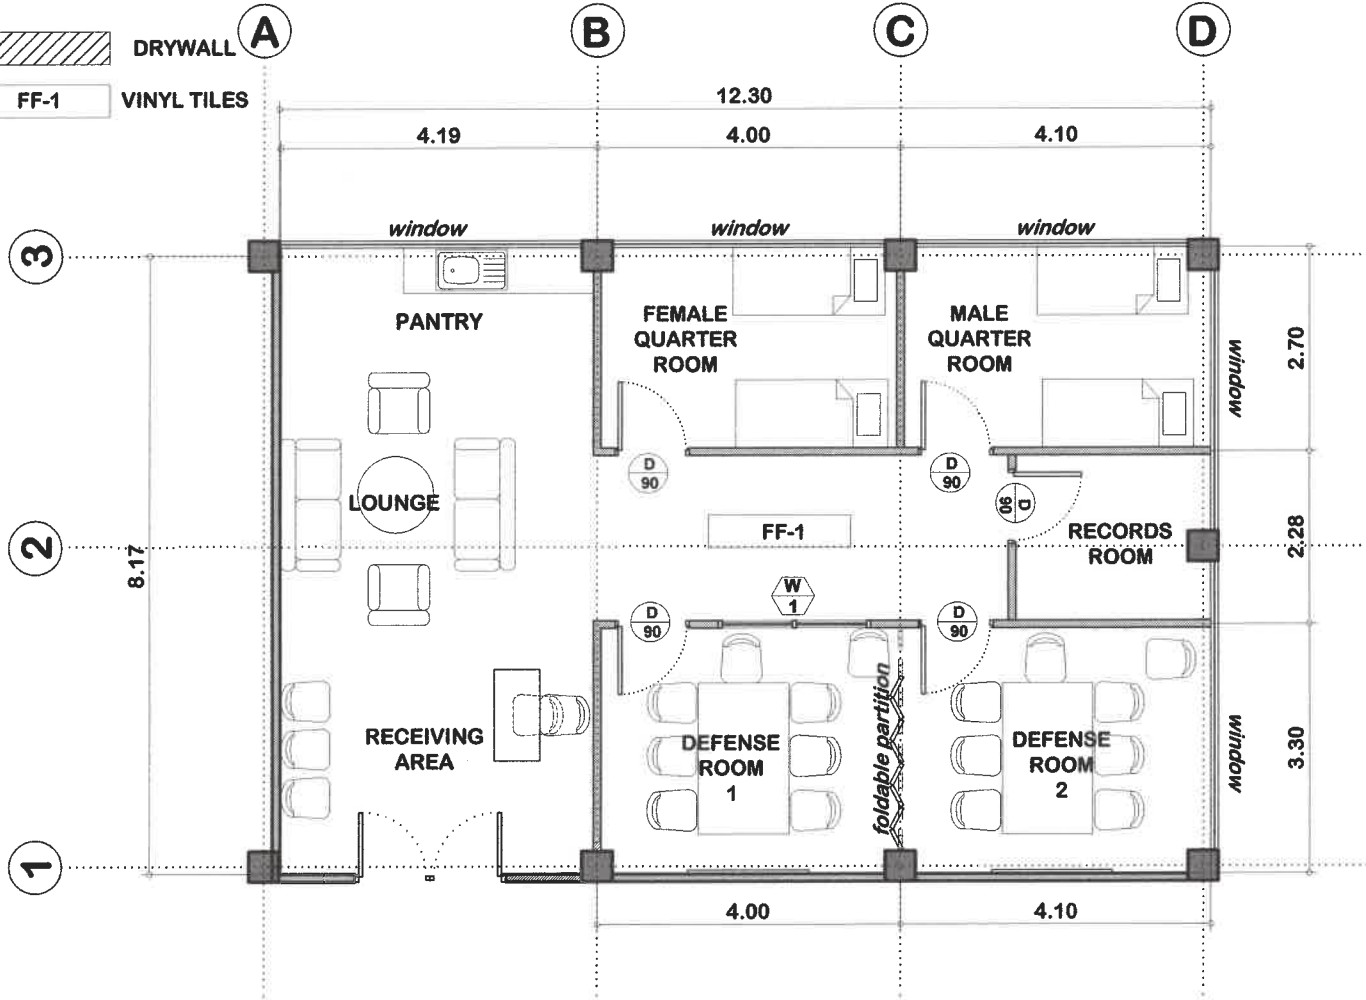 DRYWALL
FF-1
VINYL TILES
A
B
C
D
12.30
4.19
4.00
4.10
window
window
window
3
PANTRY
FEMALE
QUARTER
ROOM
MALE
QUARTER
ROOM
window
2.70
D
90
D
90
D
90
LOUNGE
FF-1
RECORDS
ROOM
2.28
2
8.17
W
1
D
90
D
90
RECEIVING
AREA
DEFENSE
ROOM
1
foldable partition
DEFENSE
ROOM
2
window
3.30
1
4.00
4.10